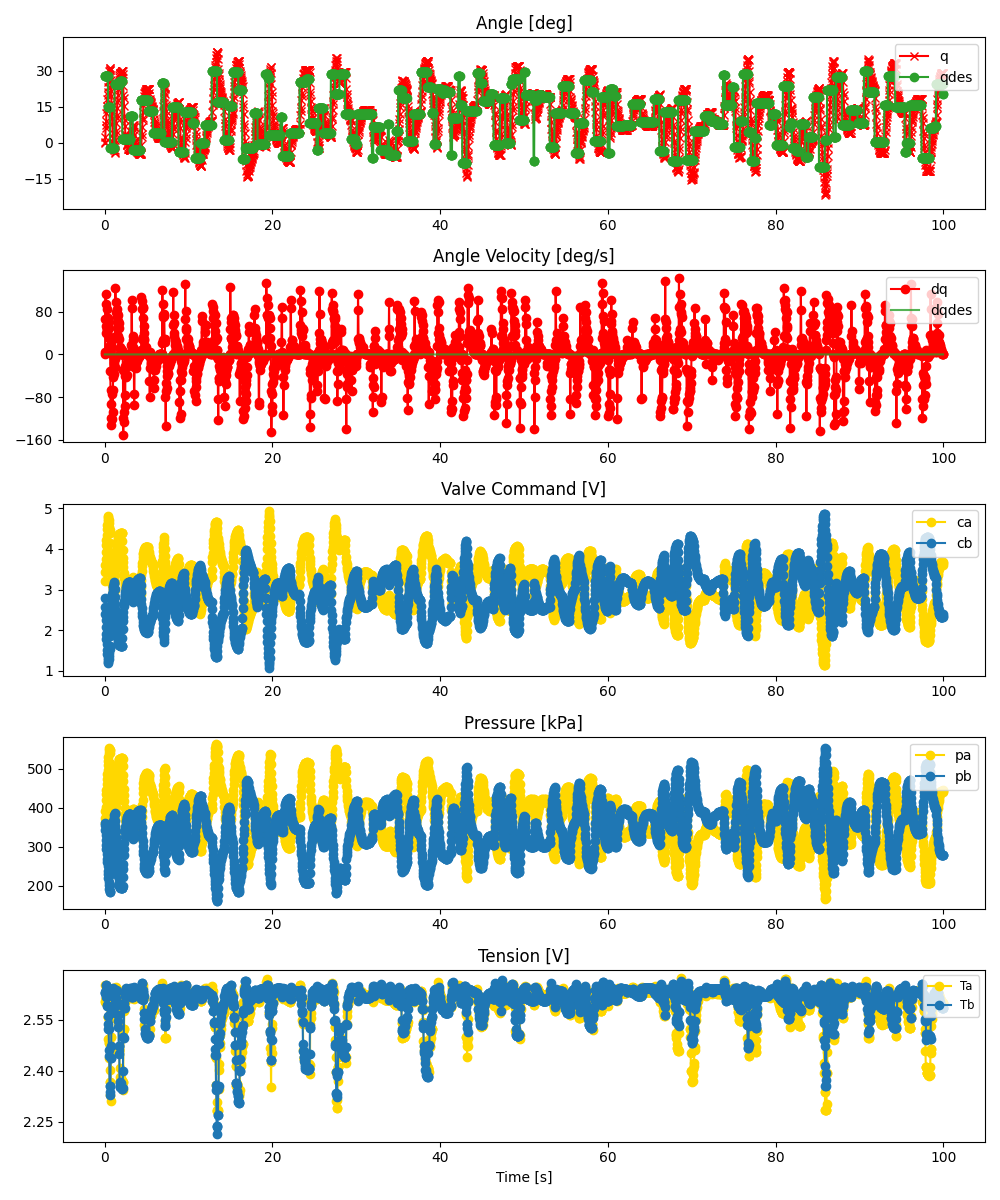 Angle [deg]
30
15
0
−15
q
qdes
0 20 40 60 80 100
Angle Velocity [deg/s]
80
0
−80
−160
dq
dqdes
0 20 40 60 80 100
Valve Command [V]
5
4
3
2
1
ca
cb
0 20 40 60 80 100
Pressure [kPa]
500
400
300
200
pa
pb
0 20 40 60 80 100
Tension [V]
2.55
2.40
2.25
Ta
Tb
0 20 40 60 80 100
Time [s]